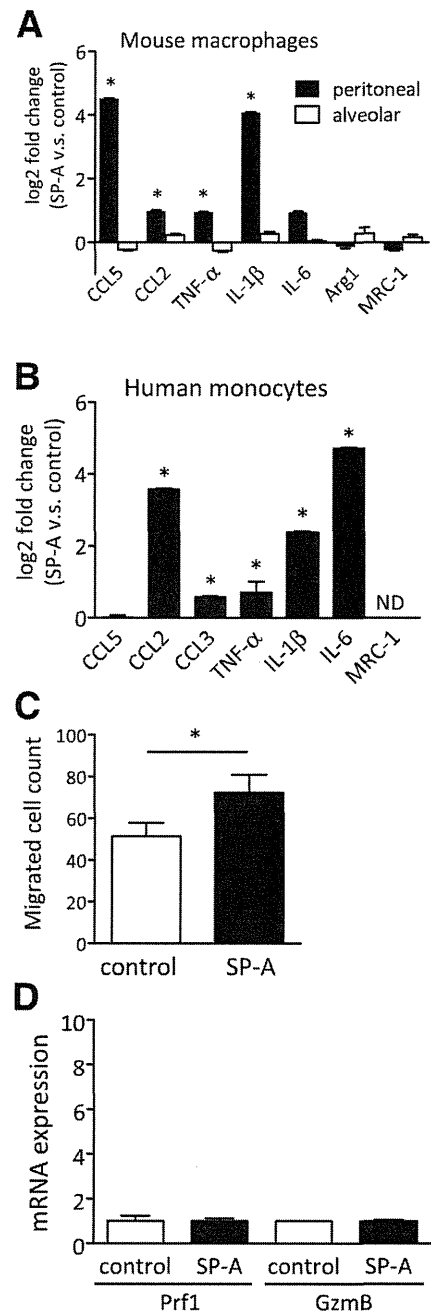 A
Mouse macrophages
log2 fold change
(SP-A v.s. control)
6
4
2
0
* * * *
peritoneal
alveolar
CCL5 CCL2 TNF-α IL-1β IL-6 Arg1 MRC-1
B
Human monocytes
log2 fold change
(SP-A v.s. control)
6
4
2
0
* * * * *
ND
CCL5 CCL2 CCL3 TNF-α IL-1β IL-6 MRC-1
C
Migrated cell count
100
80
60
40
20
0
*
control SP-A
D
mRNA expression
10
8
6
4
2
0
control SP-A control SP-A
Prf1 GzmB